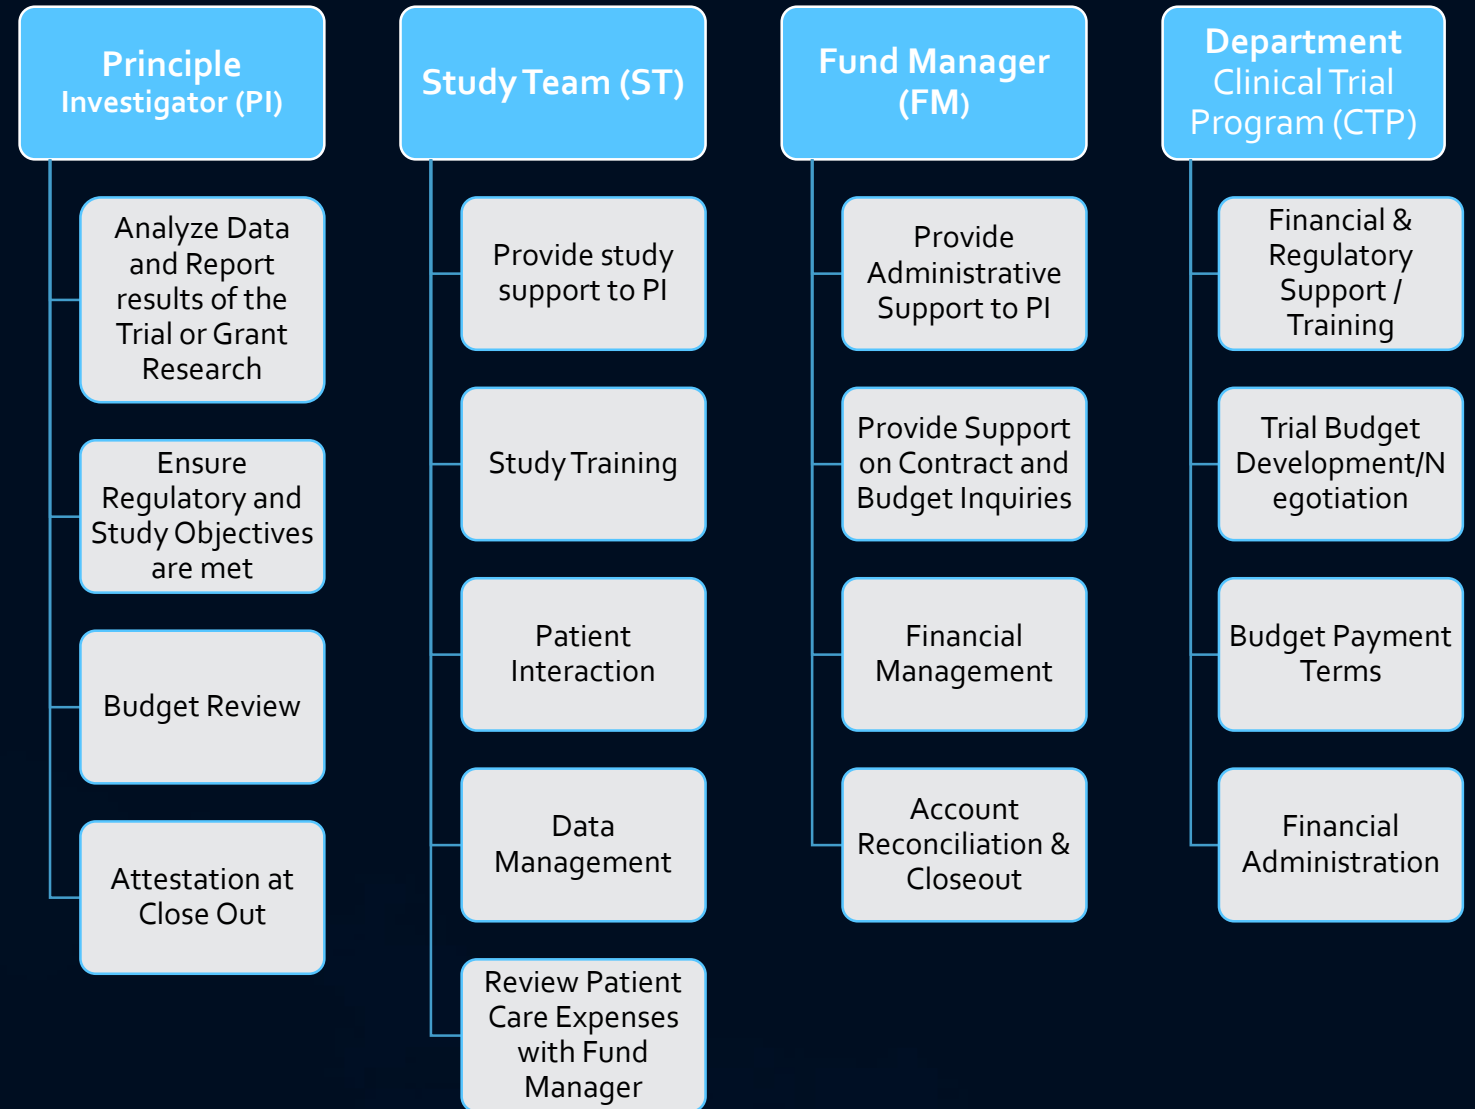 Principle
Investigator (PI)
Analyze Data
and Report
results of the
Trial or Grant
Research
Ensure
Regulatory and
Study Objectives
are met
Budget Review
Attestation at
Close Out
Study Team (ST)
Provide study
support to PI
Study Training
Patient
Interaction
Data
Management
Review Patient
Care Expenses
with Fund
Manager
Fund Manager
(FM)
Provide
Administrative
Support to PI
Provide Support
on Contract and
Budget Inquiries
Financial
Management
Account
Reconciliation &
Closeout
Department
Clinical Trial
Program (CTP)
Financial &
Regulatory
Support /
Training
Trial Budget
Development/N
egotiation
Budget Payment
Terms
Financial
Administration